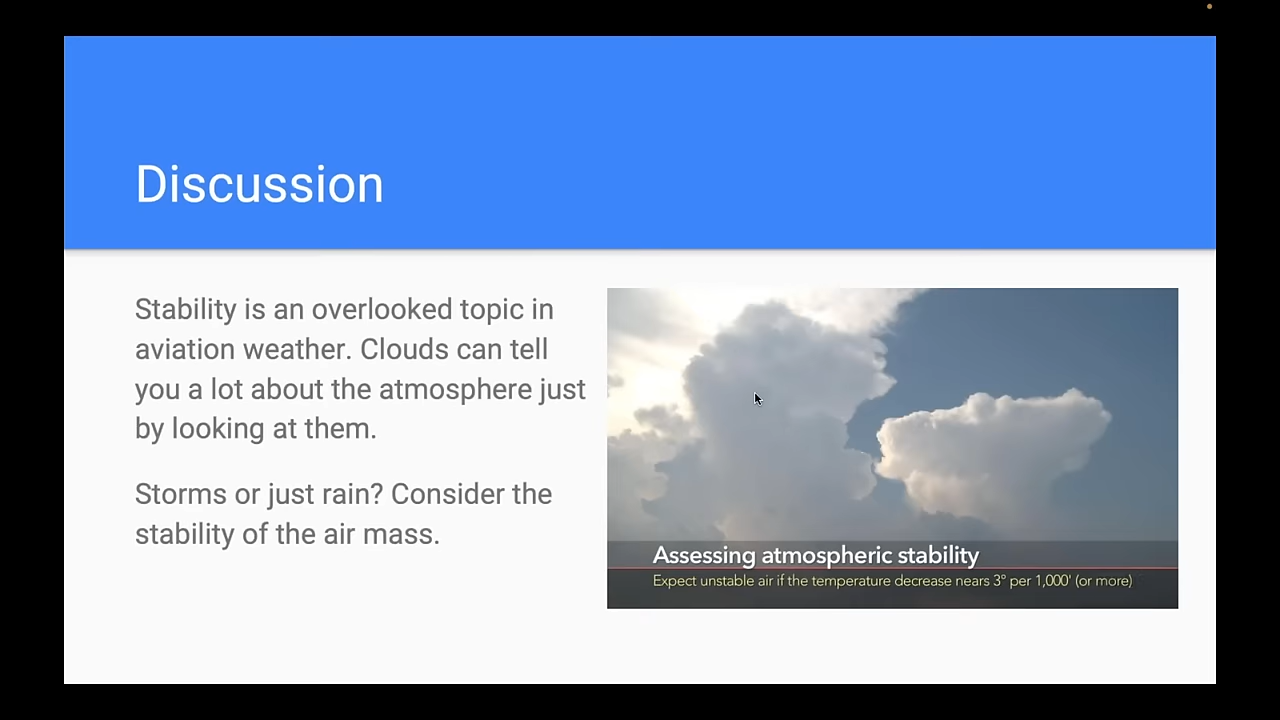 Discussion
Stability is an overlooked topic in
aviation weather. Clouds can tell
you a lot about the atmosphere just
by looking at them.
Storms or just rain? Consider the
stability of the air mass.
Assessing atmospheric stability
Expect unstable air if the temperature decrease nears 3° per 1,000' (or more)